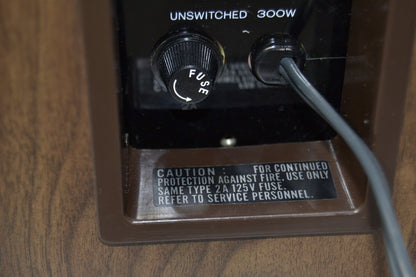 UNSWITCHED 300W
~
FUSE
CAUTION: FOR CONTINUED
PROTECTION AGAINST FIRE, USE ONLY
SAME TYPE 2A 125V FUSE.
REFER TO SERVICE PERSONNEL.